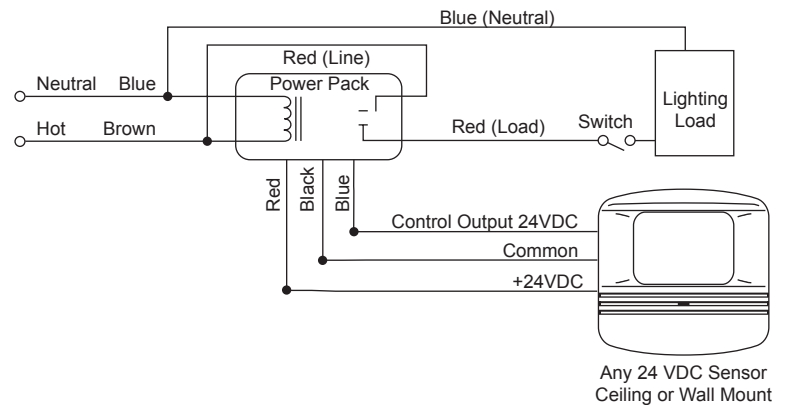 Blue (Neutral)
Red (Line)
Neutral Blue
Power Pack
Lighting
Load
Hot Brown
Red (Load)
Switch
Red
Black
Blue
Control Output 24VDC
Common
+24VDC
Any 24 VDC Sensor
Ceiling or Wall Mount